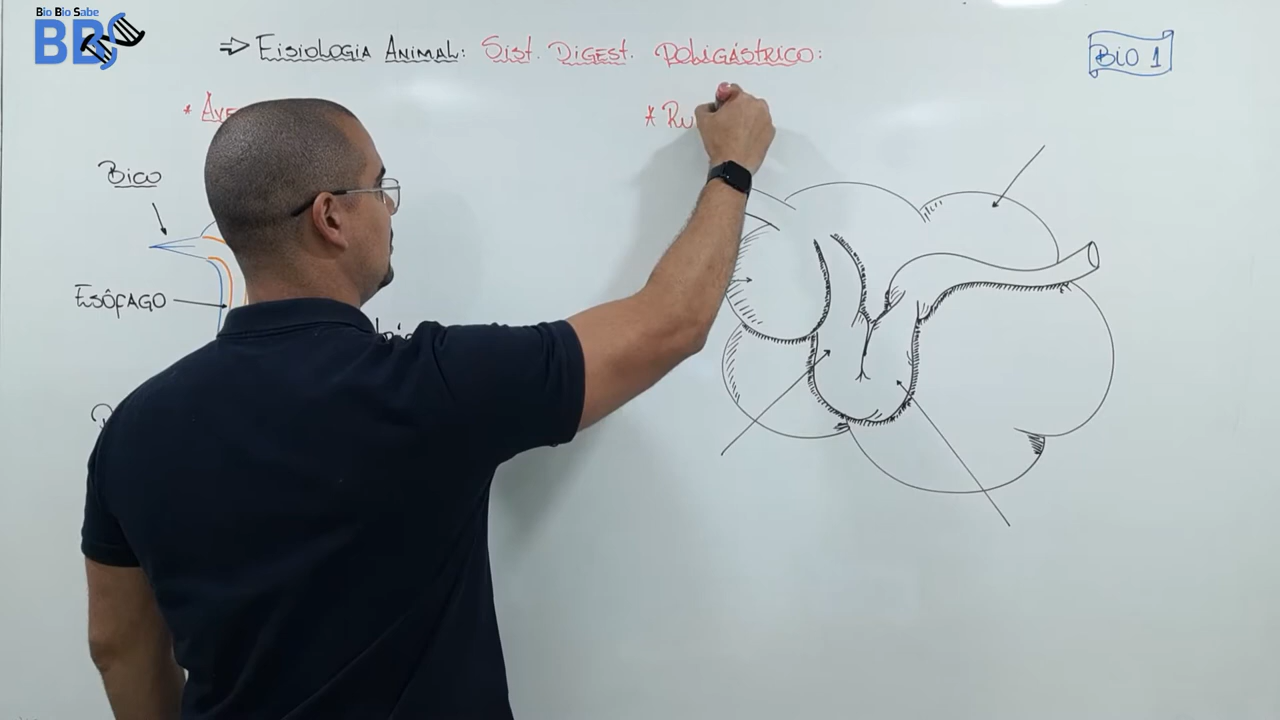 Bio Bio Sabe
BBS
⇒ Fisiologia Animal: Sist. Digest. Poligástrico:
BIO 1
* Ave
* Ru
Bico
Esôfago